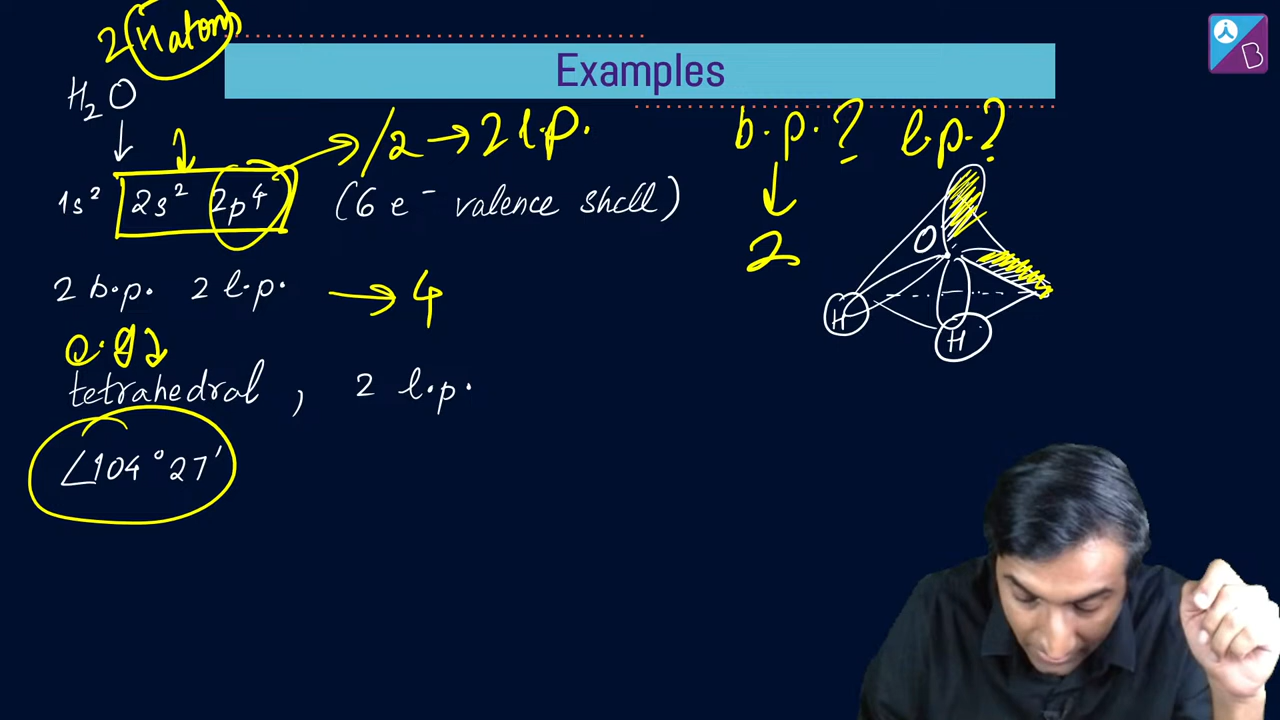 2 H atoms
Examples
H₂O
/2 → 2 l.p.
b.p.? l.p.?
1s² 2s² 2p⁴ (6 e⁻ valence shell)
2
O
2 b.p. 2 l.p. → 4
H
H
tetrahedral, 2 l.p.
∠104°27'
B